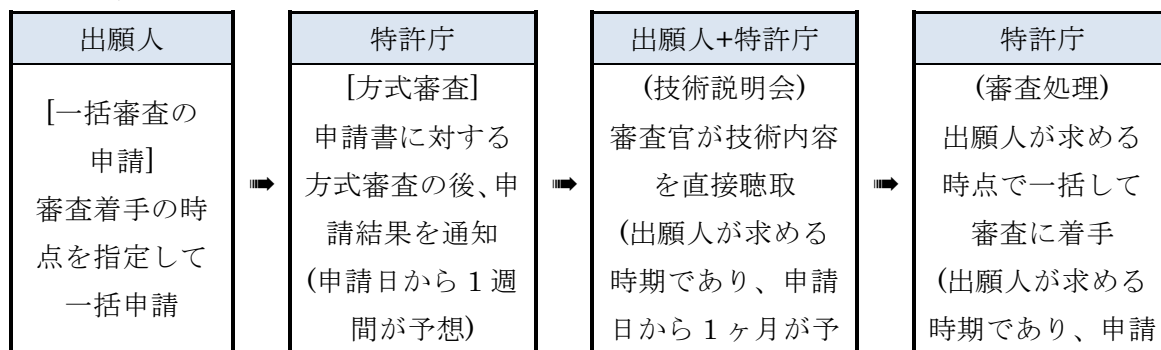 出願人
[一括審査の
申請]
審査着手の時
点を指定して
一括申請
➠
特許庁
[方式審査]
申請書に対する
方式審査の後、申
請結果を通知
(申請日から 1 週
間が予想)
➠
出願人+特許庁
(技術説明会)
審査官が技術内容
を直接聴取
(出願人が求める
時期であり、申請
日から 1 ヶ月が予
➠
特許庁
(審査処理)
出願人が求める
時点で一括して
審査に着手
(出願人が求める
時期であり、申請